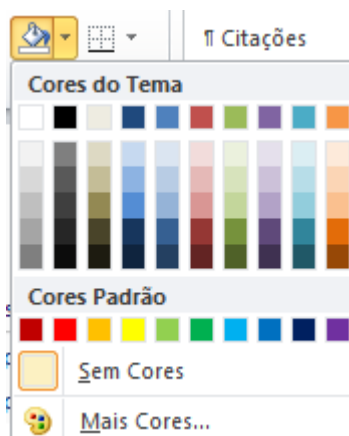 ¶ Citações
Cores do Tema
Cores Padrão
Sem Cores
Mais Cores...